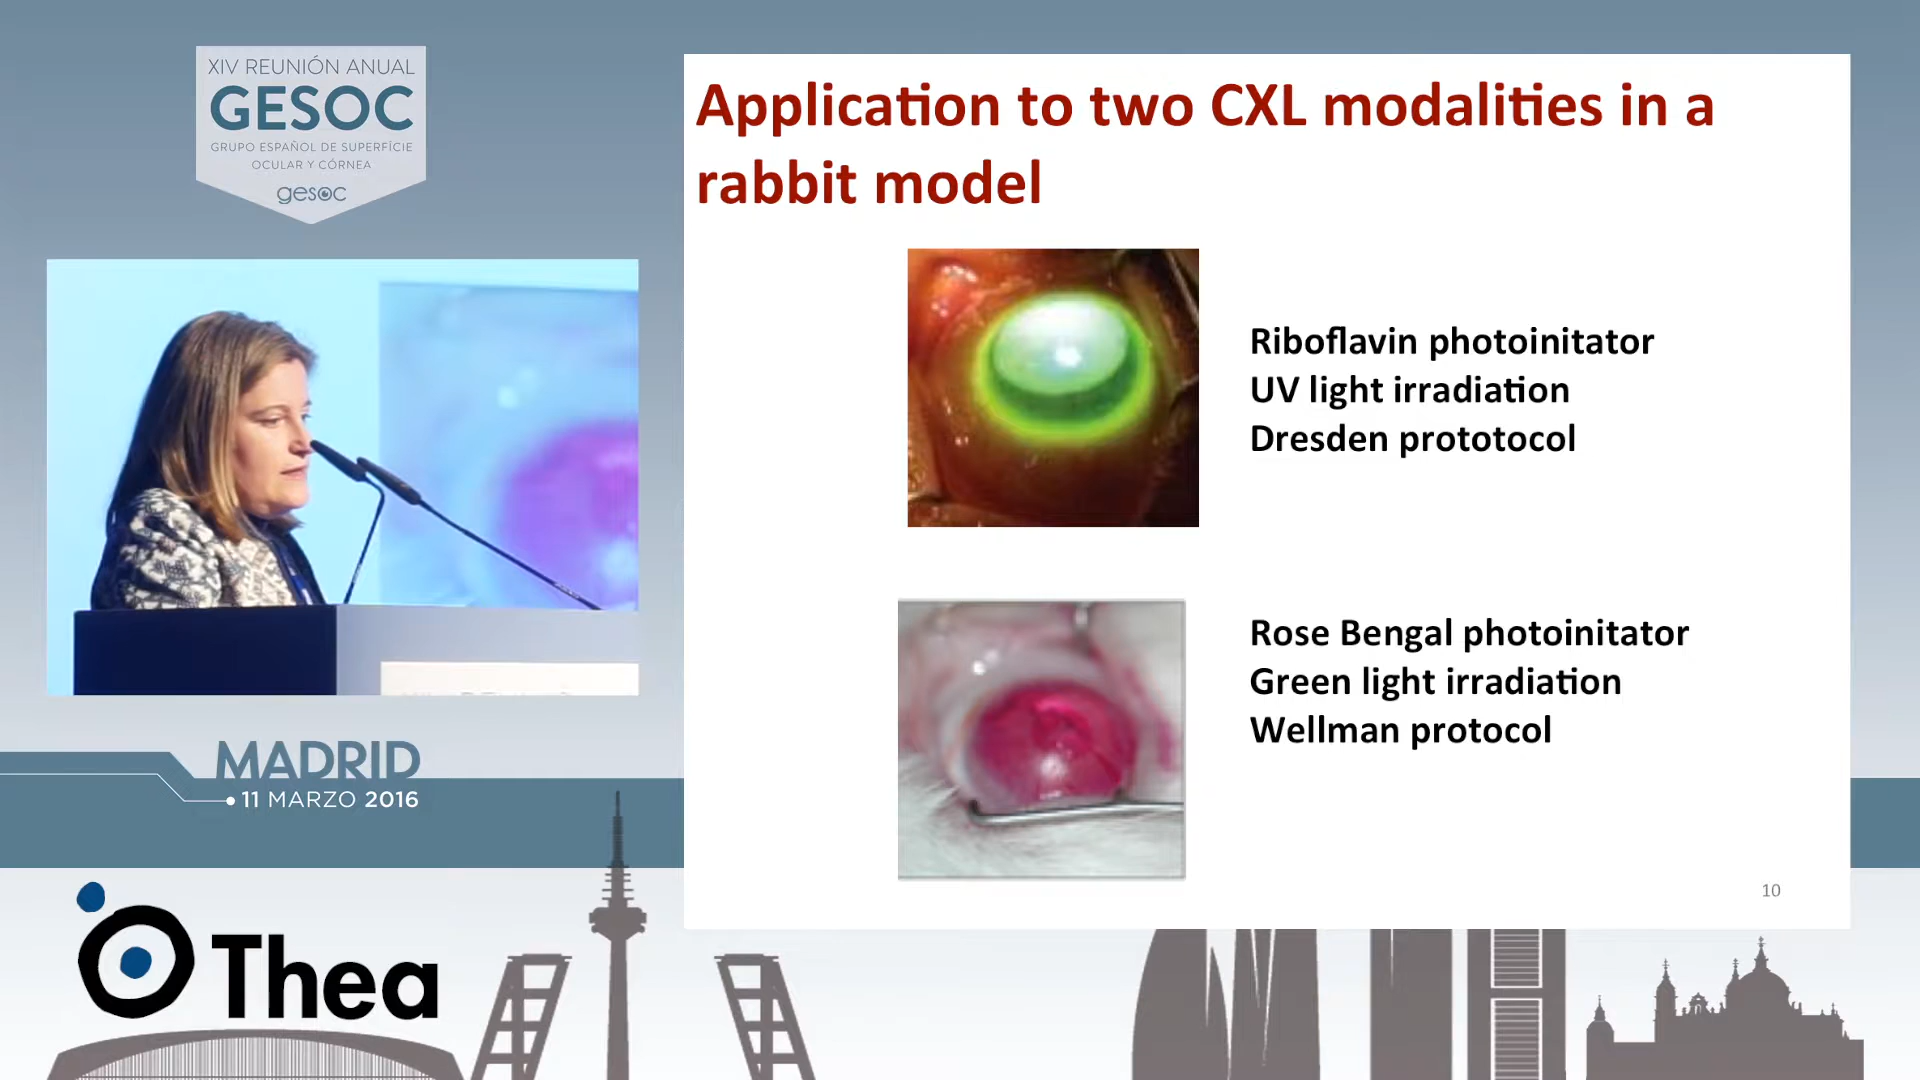 XIV REUNIÓN ANUAL
GESOC
GRUPO ESPAÑOL DE SUPERFÍCIE
OCULAR Y CÓRNEA
gesoc
Application to two CXL modalities in a
rabbit model
Riboflavin photoinitator
UV light irradiation
Dresden prototocol
Rose Bengal photoinitator
Green light irradiation
Wellman protocol
10
MADRID
11 MARZO 2016
Thea